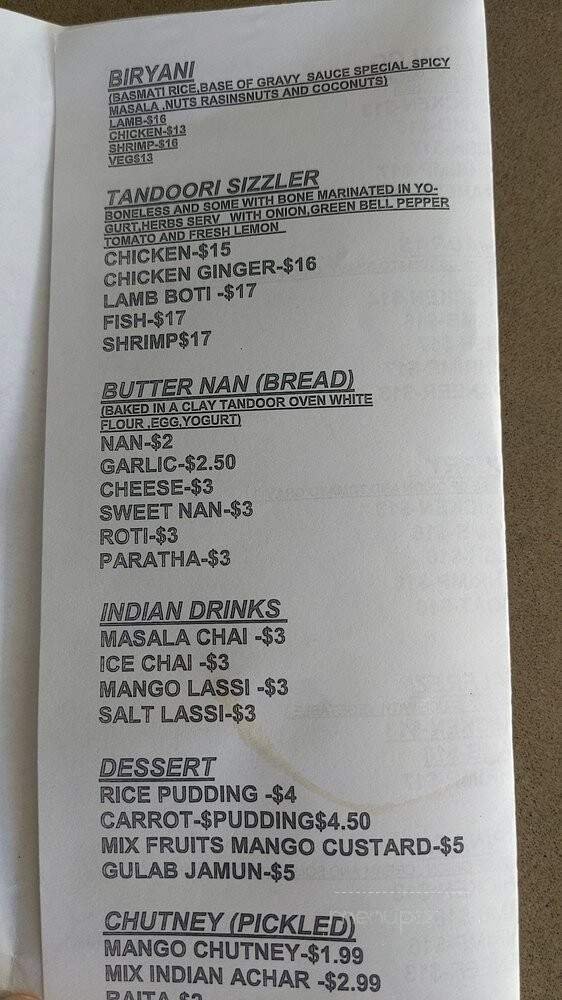 BIRYANI
(BASMATI RICE,BASE OF GRAVY SAUCE SPECIAL SPICY
MASALA ,NUTS RASINSNUTS AND COCONUTS)
LAMB-$16
CHICKEN-$13
SHRIMP-$16
VEG$13
TANDOORI SIZZLER
BONELESS AND SOME WITH BONE MARINATED IN YO-
GURT,HERBS SERV WITH ONION,GREEN BELL PEPPER
TOMATO AND FRESH LEMON
CHICKEN-$15
CHICKEN GINGER-$16
LAMB BOTI -$17
FISH-$17
SHRIMP$17
BUTTER NAN (BREAD)
(BAKED IN A CLAY TANDOOR OVEN WHITE
FLOUR ,EGG,YOGURT)
NAN-$2
GARLIC-$2.50
CHEESE-$3
SWEET NAN-$3
ROTI-$3
PARATHA-$3
INDIAN DRINKS
MASALA CHAI -$3
ICE CHAI -$3
MANGO LASSI -$3
SALT LASSI-$3
DESSERT
RICE PUDDING -$4
CARROT-$PUDDING$4.50
MIX FRUITS MANGO CUSTARD-$5
GULAB JAMUN-$5
CHUTNEY (PICKLED)
MANGO CHUTNEY-$1.99
MIX INDIAN ACHAR -$2.99
RAITA-$2